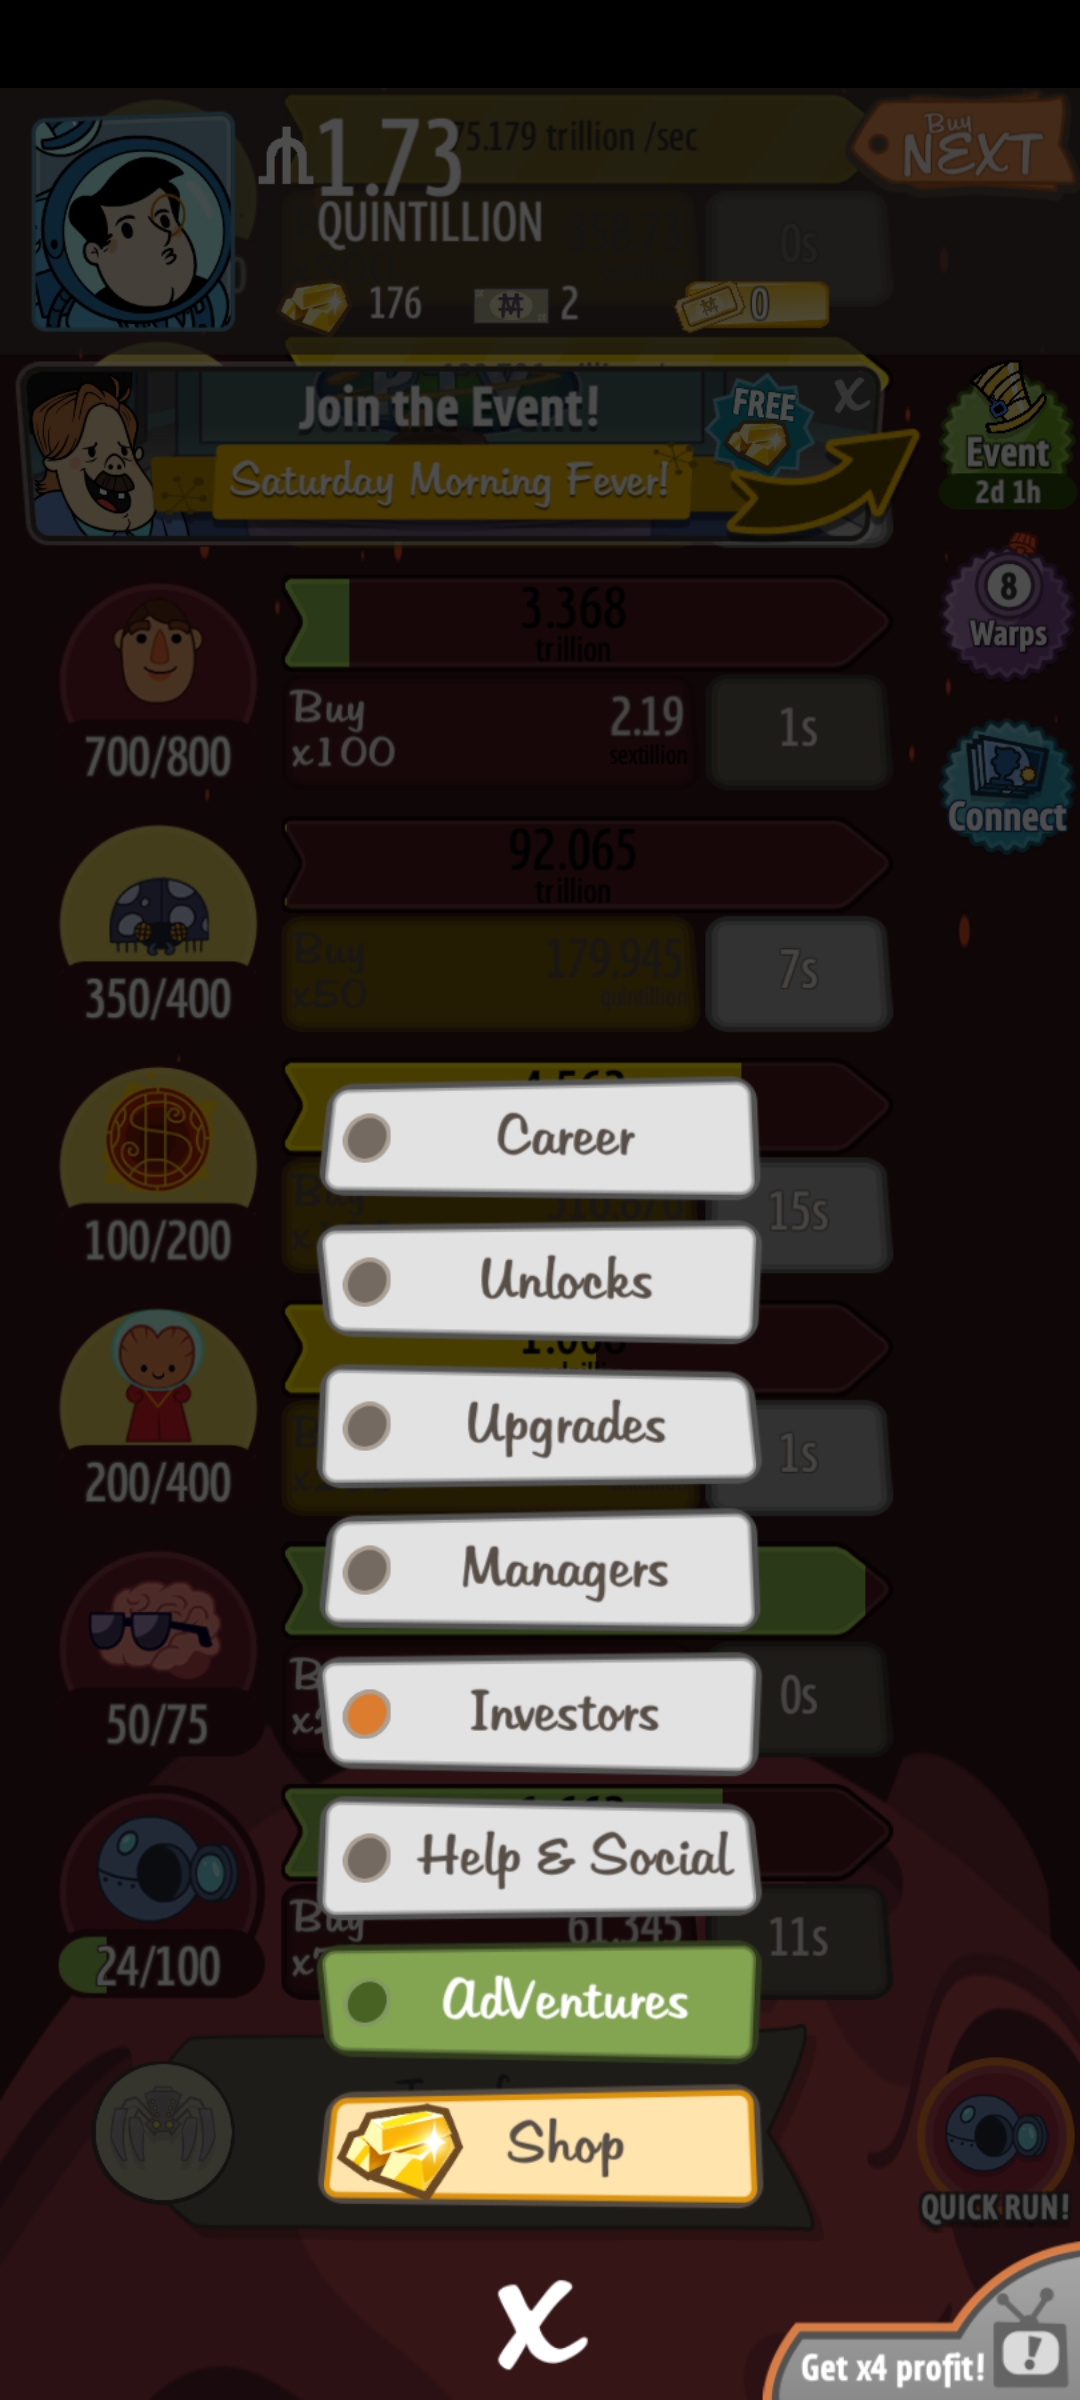 1.73
75.179 trillion /sec
Buy
NEXT
QUINTILLION
0s
176
2
0
Join the Event!
FREE
X
Saturday Morning Fever!
Event
2d 1h
8
Warps
Connect
3.368
trillion
700/800
Buy
x100
2.19
sextillion
1s
92.065
trillion
350/400
Buy
x50
179.945
quintillion
7s
100/200
15s
Career
Unlocks
200/400
1s
Upgrades
Managers
50/75
0s
Investors
Help & Social
24/100
Buy
61.345
11s
AdVentures
Shop
QUICK RUN!
X
Get x4 profit!